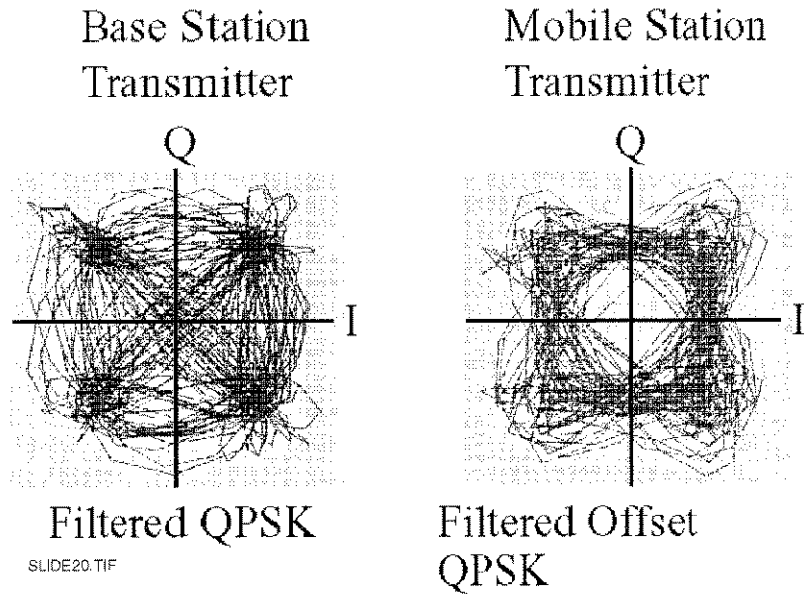 Base Station
Transmitter
Q
I
Filtered QPSK
SLIDE20.TIF
Mobile Station
Transmitter
Q
I
Filtered Offset
QPSK